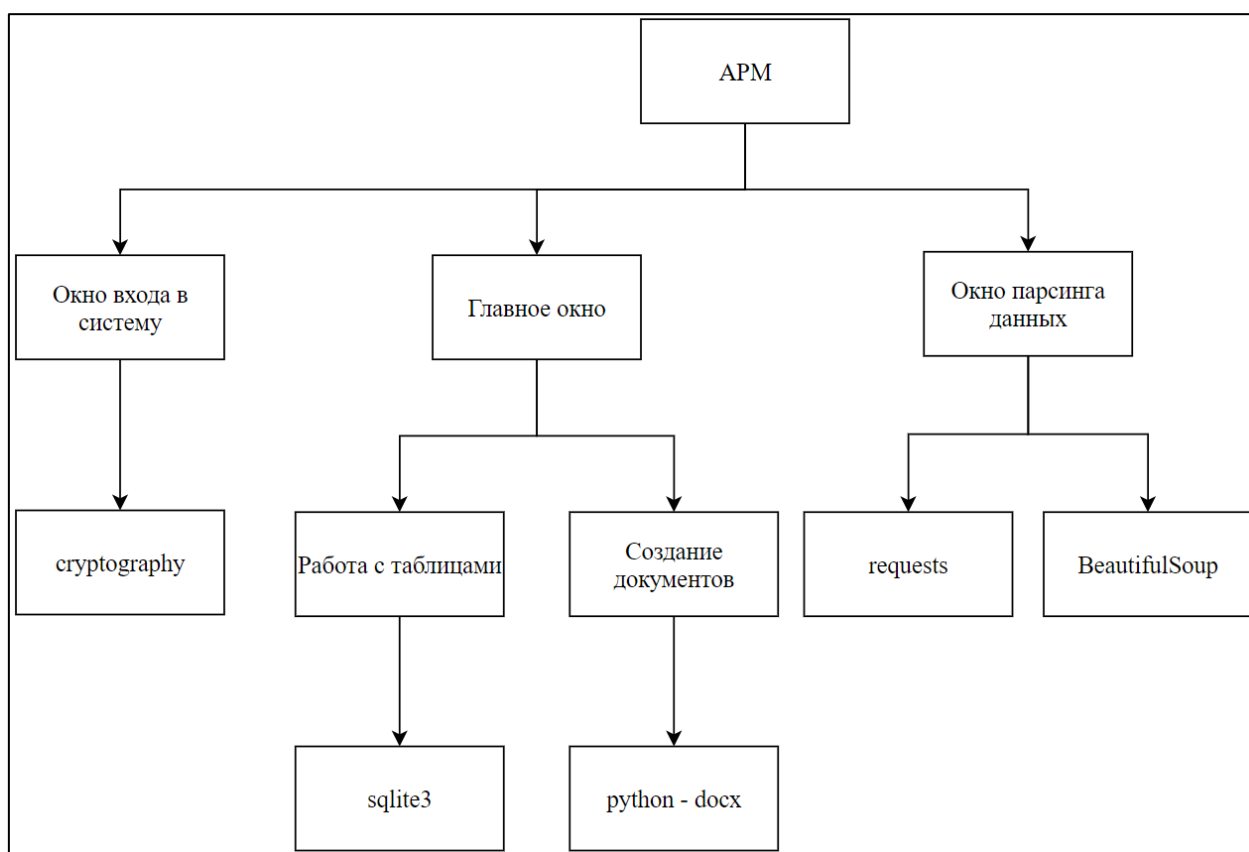 АРМ
Окно входа в
систему
Главное окно
Окно парсинга
данных
cryptography
Работа с таблицами
Создание
документов
requests
BeautifulSoup
sqlite3
python - docx